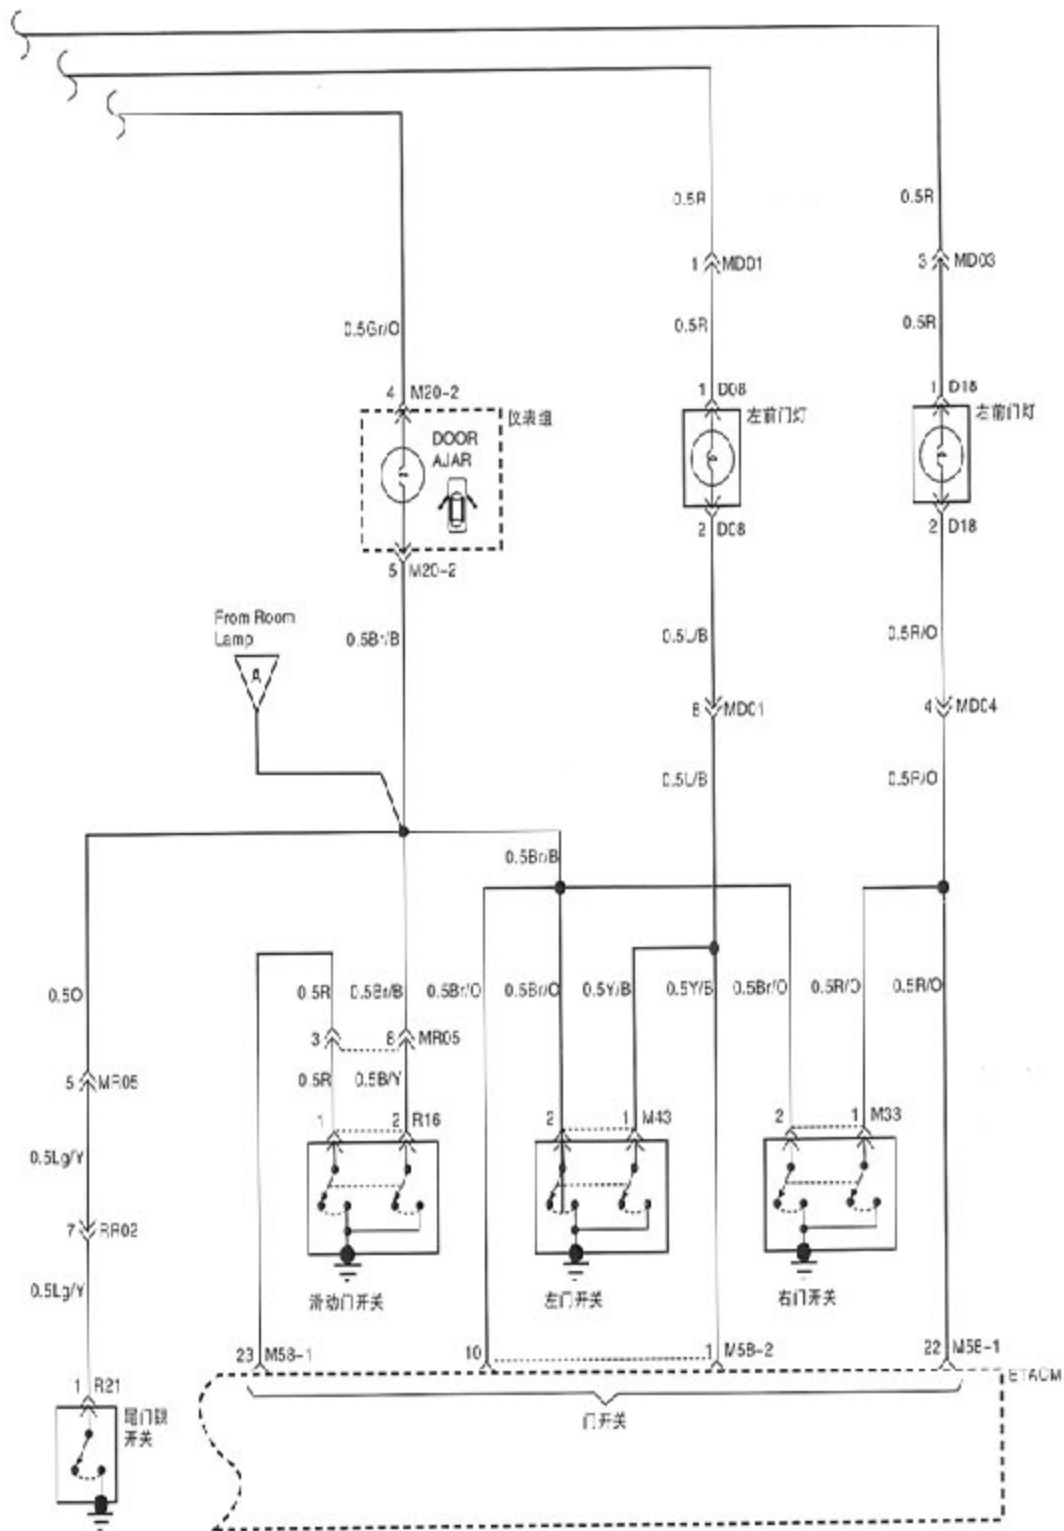 0.5R
0.5R
1 MD01
3 MD03
0.5Gr/O
0.5R
0.5R
4 M20-2
1 D08
1 D18
仪表组
左前门灯
右前门灯
DOOR
AJAR
2 D08
2 D18
5 M20-2
From Room
Lamp
A
0.5Br/B
0.5L/B
0.5R/O
8 MD01
4 MD04
0.5L/B
0.5R/O
0.5Br/B
0.5O
0.5R
0.5Br/B
0.5Br/O
0.5Br/O
0.5Y/B
0.5Y/B
0.5Br/O
0.5R/O
0.5R/O
3
8 MR05
5 MR05
0.5R
0.5B/Y
1
2 R16
2
1 M43
2
1 M33
0.5Lg/Y
7 RR02
0.5Lg/Y
滑动门开关
左门开关
右门开关
23 M58-1
10
1 M58-2
22 M58-1
ETACM
门开关
1 R21
尾门锁
开关